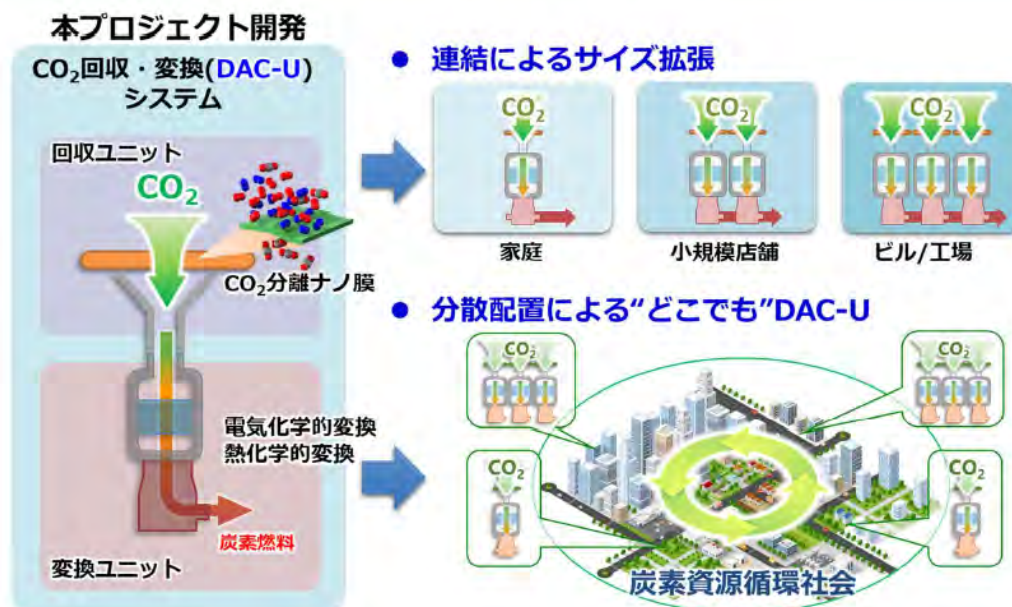 本プロジェクト開発
CO₂回収・変換(DAC-U)
システム
回収ユニット
CO₂
CO₂分離ナノ膜
電気化学的変換
熱化学的変換
炭素燃料
変換ユニット
● 連結によるサイズ拡張
CO₂
家庭
CO₂
小規模店舗
CO₂
ビル/工場
● 分散配置による“どこでも”DAC-U
CO₂
CO₂
CO₂
CO₂
炭素資源循環社会